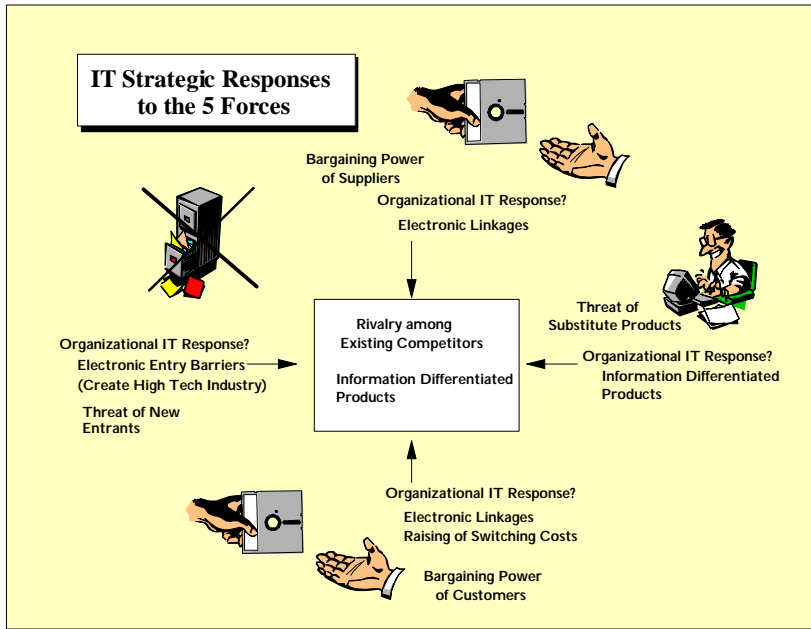 IT Strategic Responses
to the 5 Forces
Bargaining Power
of Suppliers
Organizational IT Response?
Electronic Linkages
Organizational IT Response?
Electronic Entry Barriers
(Create High Tech Industry)
Threat of New
Entrants
Rivalry among
Existing Competitors
Information Differentiated
Products
Threat of
Substitute Products
Organizational IT Response?
Information Differentiated
Products
Organizational IT Response?
Electronic Linkages
Raising of Switching Costs
Bargaining Power
of Customers